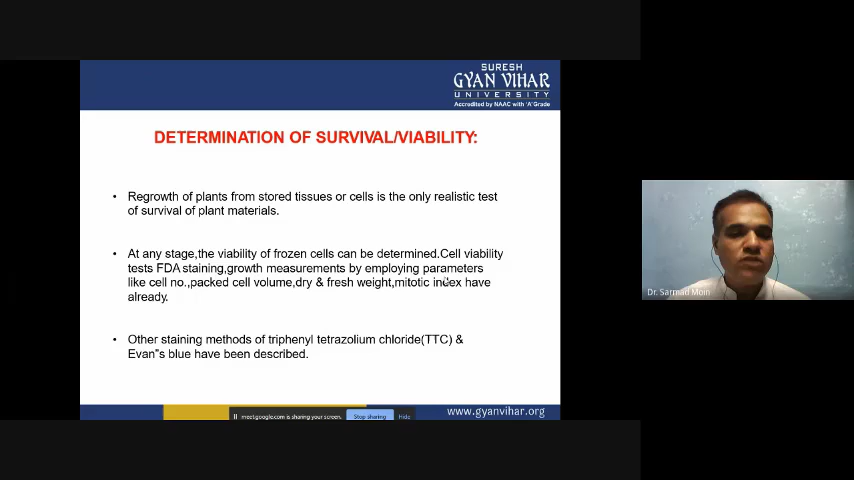 SURESH
GYAN VIHAR
UNIVERSITY
Accredited by NAAC with 'A' Grade
DETERMINATION OF SURVIVAL/VIABILITY:
• Regrowth of plants from stored tissues or cells is the only realistic test
of survival of plant materials.
• At any stage,the viability of frozen cells can be determined.Cell viability
tests FDA staining,growth measurements by employing parameters
like cell no.,packed cell volume,dry & fresh weight,mitotic index have
already.
• Other staining methods of triphenyl tetrazolium chloride(TTC) &
Evan"s blue have been described.
Dr. Sarmad Moin
meet.google.com is sharing your screen.
Stop sharing
Hide
www.gyanvihar.org